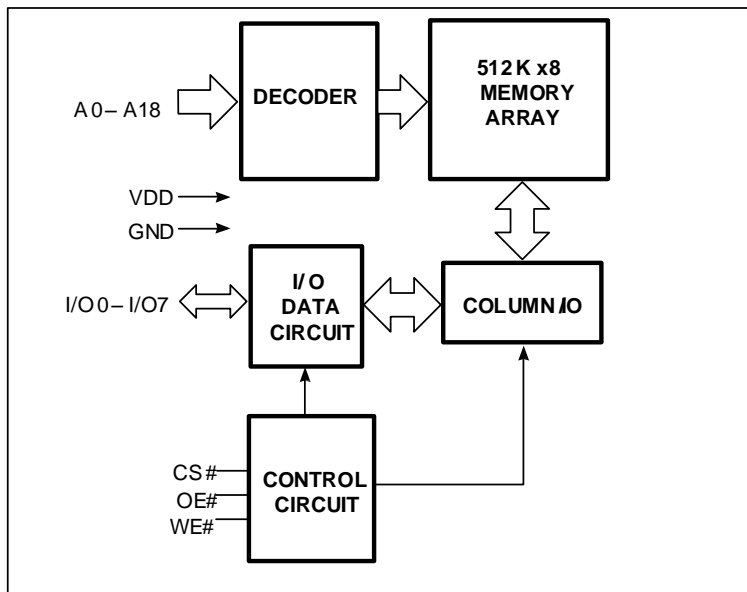 A0–A18
DECODER
512K x8
MEMORY
ARRAY
VDD
GND
I/O0–I/O7
I/O
DATA
CIRCUIT
COLUMN I/O
CS#
OE#
WE#
CONTROL
CIRCUIT